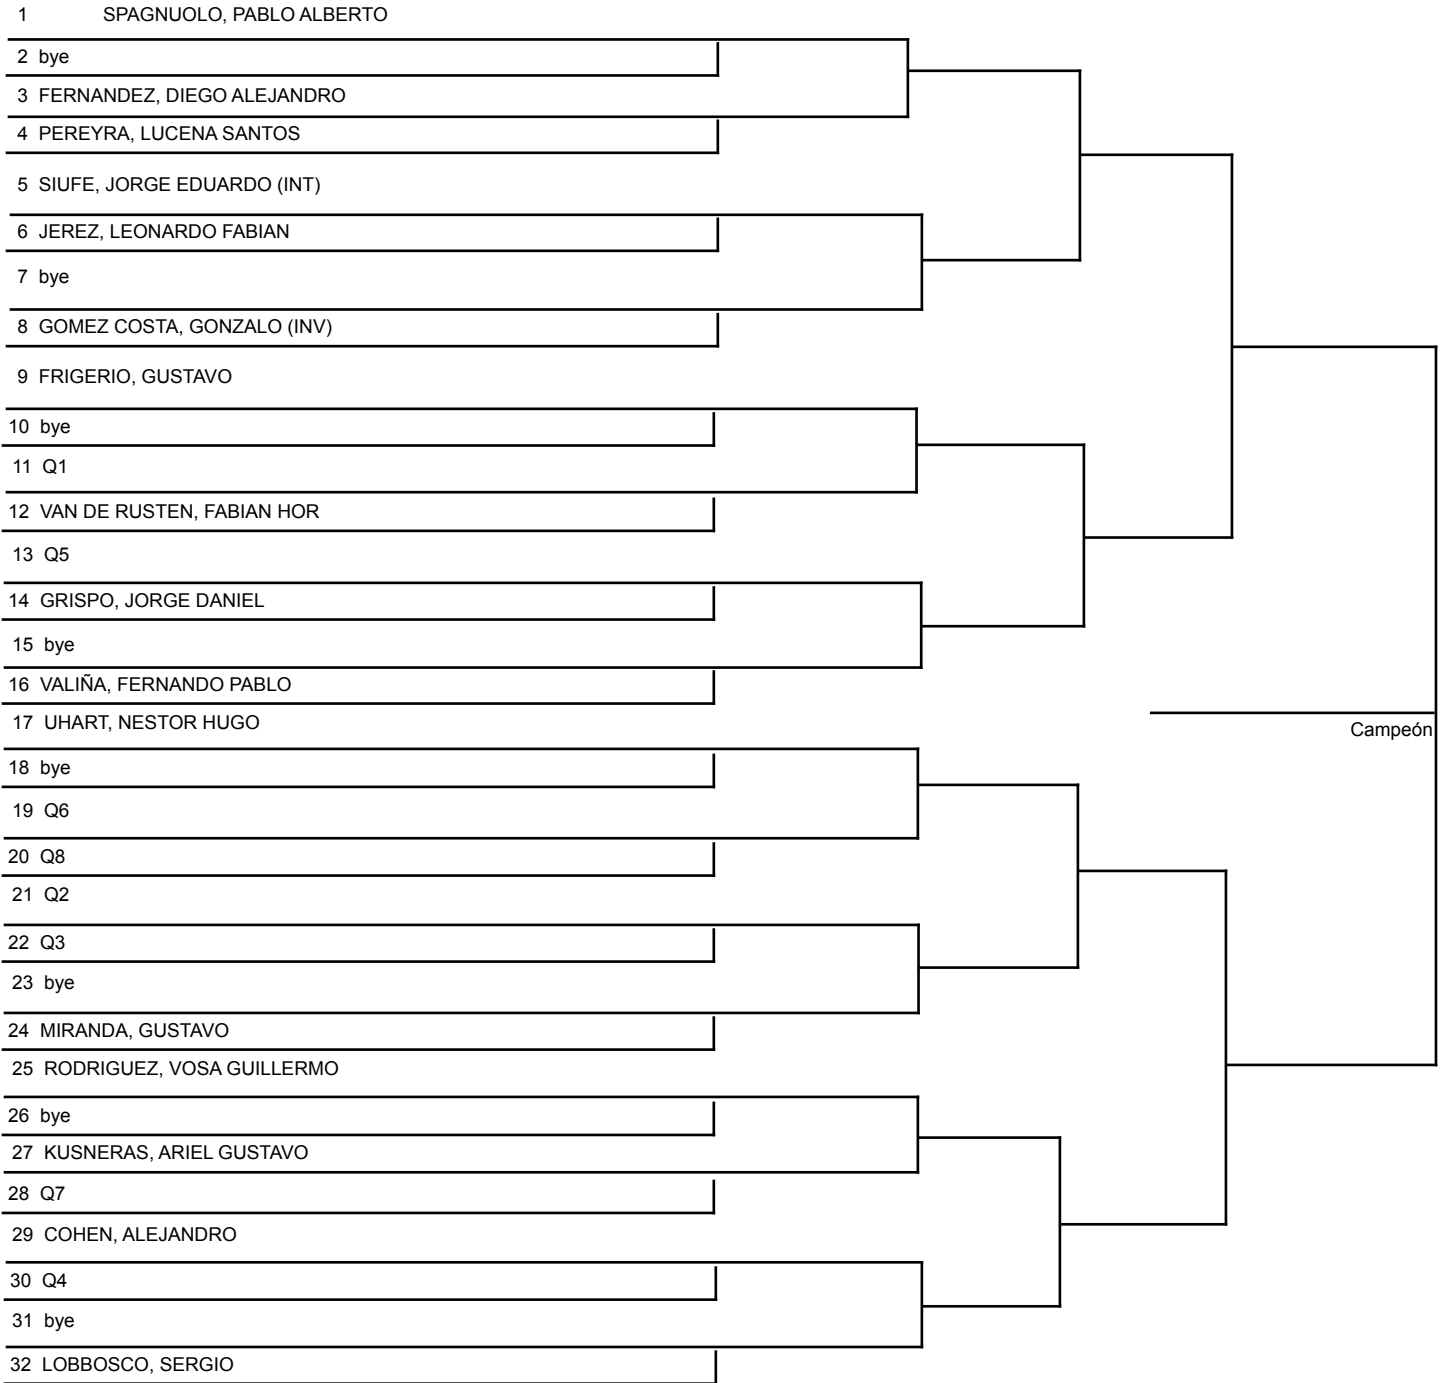 1 SPAGNUOLO, PABLO ALBERTO
2 bye
3 FERNANDEZ, DIEGO ALEJANDRO
4 PEREYRA, LUCENA SANTOS
5 SIUFE, JORGE EDUARDO (INT)
6 JEREZ, LEONARDO FABIAN
7 bye
8 GOMEZ COSTA, GONZALO (INV)
9 FRIGERIO, GUSTAVO
10 bye
11 Q1
12 VAN DE RUSTEN, FABIAN HOR
13 Q5
14 GRISPO, JORGE DANIEL
15 bye
16 VALIÑA, FERNANDO PABLO
17 UHART, NESTOR HUGO
Campeón
18 bye
19 Q6
20 Q8
21 Q2
22 Q3
23 bye
24 MIRANDA, GUSTAVO
25 RODRIGUEZ, VOSA GUILLERMO
26 bye
27 KUSNERAS, ARIEL GUSTAVO
28 Q7
29 COHEN, ALEJANDRO
30 Q4
31 bye
32 LOBBOSCO, SERGIO